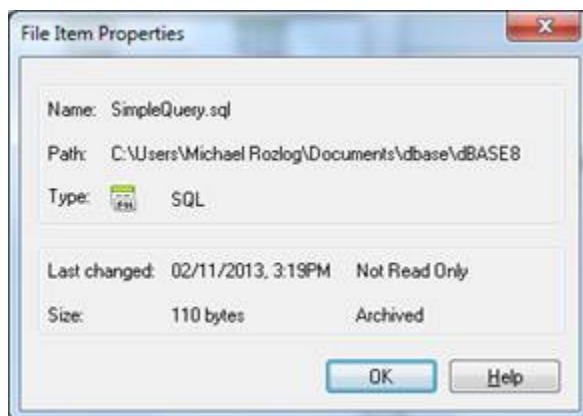 File Item Properties
Name: SimpleQuery.sql
Path: C:\Users\Michael Rozlog\Documents\dbase\dBASE8
Type: SQL
Last changed: 02/11/2013, 3:19PM Not Read Only
Size: 110 bytes Archived
OK Help